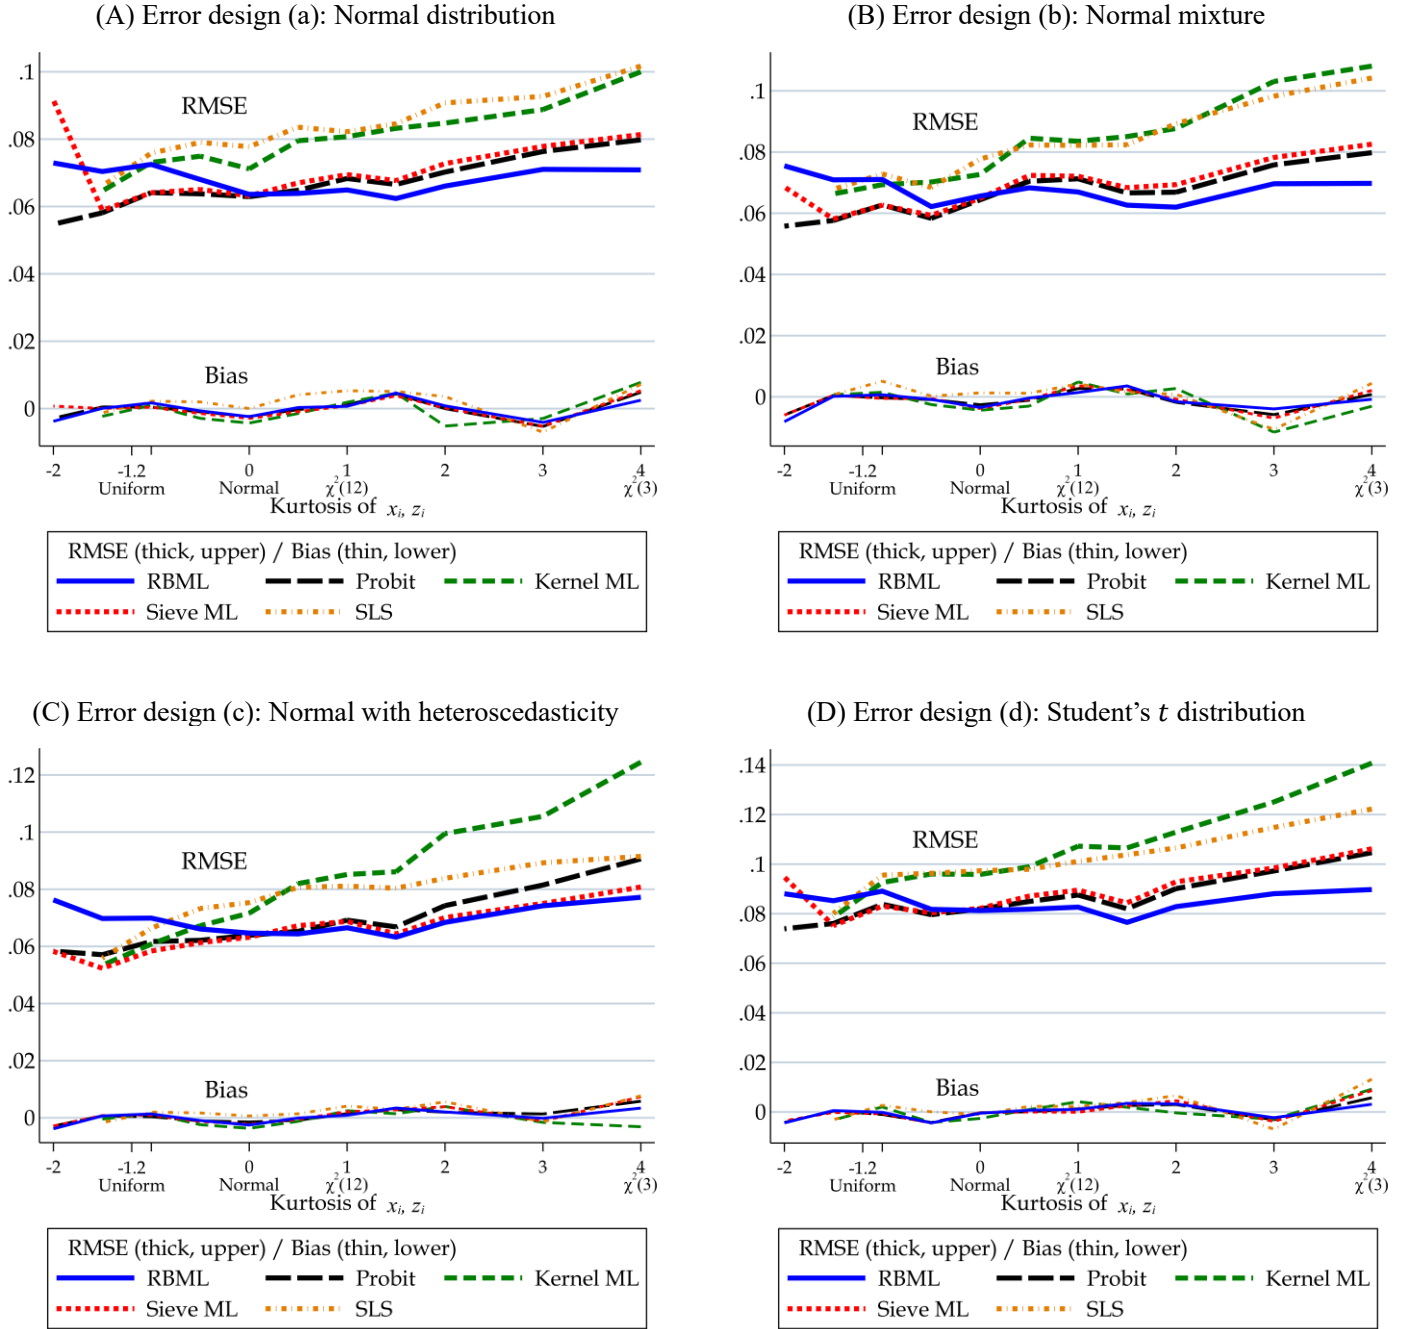 (A) Error design (a): Normal distribution
.1
.08
.06
.04
.02
0
RMSE
Bias
-2 -1.2 0 1 2 3 4
Uniform Normal χ²(12) χ²(3)
Kurtosis of xᵢ, zᵢ
RMSE (thick, upper) / Bias (thin, lower)
RBML Probit Kernel ML
Sieve ML SLS
(B) Error design (b): Normal mixture
.1
.08
.06
.04
.02
0
RMSE
Bias
-2 -1.2 0 1 2 3 4
Uniform Normal χ²(12) χ²(3)
Kurtosis of xᵢ, zᵢ
RMSE (thick, upper) / Bias (thin, lower)
RBML Probit Kernel ML
Sieve ML SLS
(C) Error design (c): Normal with heteroscedasticity
.12
.1
.08
.06
.04
.02
0
RMSE
Bias
-2 -1.2 0 1 2 3 4
Uniform Normal χ²(12) χ²(3)
Kurtosis of xᵢ, zᵢ
RMSE (thick, upper) / Bias (thin, lower)
RBML Probit Kernel ML
Sieve ML SLS
(D) Error design (d): Student's t distribution
.14
.12
.1
.08
.06
.04
.02
0
RMSE
Bias
-2 -1.2 0 1 2 3 4
Uniform Normal χ²(12) χ²(3)
Kurtosis of xᵢ, zᵢ
RMSE (thick, upper) / Bias (thin, lower)
RBML Probit Kernel ML
Sieve ML SLS